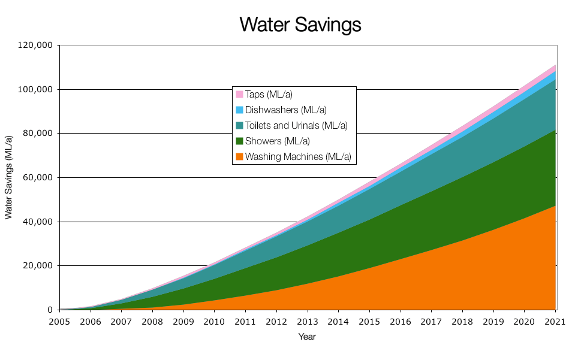 Water Savings
120,000
100,000
80,000
60,000
40,000
20,000
0
Water Savings (ML/a)
Taps (ML/a)
Dishwashers (ML/a)
Toilets and Urinals (ML/a)
Showers (ML/a)
Washing Machines (ML/a)
2005 2006 2007 2008 2009 2010 2011 2012 2013 2014 2015 2016 2017 2018 2019 2020 2021
Year